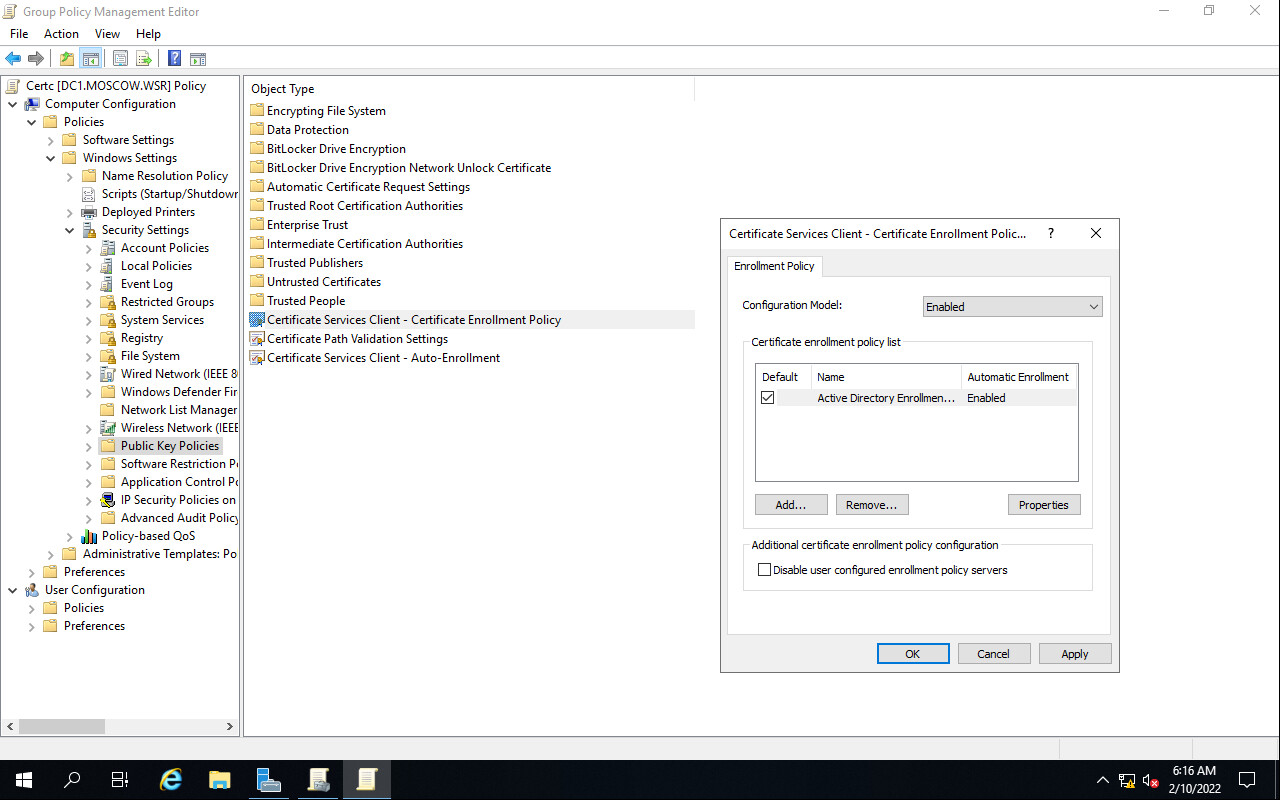 Group Policy Management Editor
File Action View Help
Certc [DC1.MOSCOW.WSR] Policy
Computer Configuration
Policies
Software Settings
Windows Settings
Name Resolution Policy
Scripts (Startup/Shutdown
Deployed Printers
Security Settings
Account Policies
Local Policies
Event Log
Restricted Groups
System Services
Registry
File System
Wired Network (IEEE 8
Windows Defender Fir
Network List Manager
Wireless Network (IEEE
Public Key Policies
Software Restriction P
Application Control Po
IP Security Policies on
Advanced Audit Policy
Policy-based QoS
Administrative Templates: Po
Preferences
User Configuration
Policies
Preferences
Object Type
Encrypting File System
Data Protection
BitLocker Drive Encryption
BitLocker Drive Encryption Network Unlock Certificate
Automatic Certificate Request Settings
Trusted Root Certification Authorities
Enterprise Trust
Intermediate Certification Authorities
Trusted Publishers
Untrusted Certificates
Trusted People
Certificate Services Client - Certificate Enrollment Policy
Certificate Path Validation Settings
Certificate Services Client - Auto-Enrollment
Certificate Services Client - Certificate Enrollment Polic... ?
Enrollment Policy
Configuration Model: Enabled
Certificate enrollment policy list
Default Name Automatic Enrollment
Active Directory Enrollmen... Enabled
Add... Remove... Properties
Additional certificate enrollment policy configuration
Disable user configured enrollment policy servers
OK Cancel Apply
6:16 AM
2/10/2022